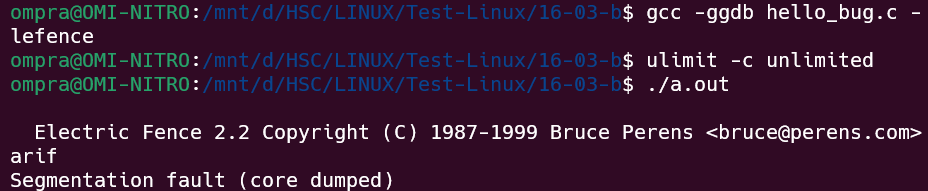 ompra@OMI-NITRO:/mnt/d/HSC/LINUX/Test-Linux/16-03-b$ gcc -ggdb hello_bug.c -
lefence
ompra@OMI-NITRO:/mnt/d/HSC/LINUX/Test-Linux/16-03-b$ ulimit -c unlimited
ompra@OMI-NITRO:/mnt/d/HSC/LINUX/Test-Linux/16-03-b$ ./a.out
Electric Fence 2.2 Copyright (C) 1987-1999 Bruce Perens <bruce@perens.com>
arif
Segmentation fault (core dumped)